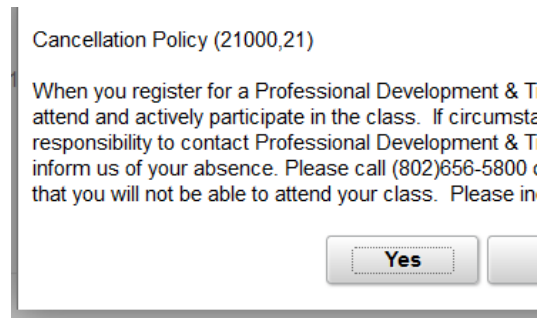 Cancellation Policy (21000,21)
When you register for a Professional Development &
attend and actively participate in the class. If
responsibility to contact Professional Development &
inform us of your absence. Please call (802)656-5800
that you will not be able to attend your class. Please
Yes